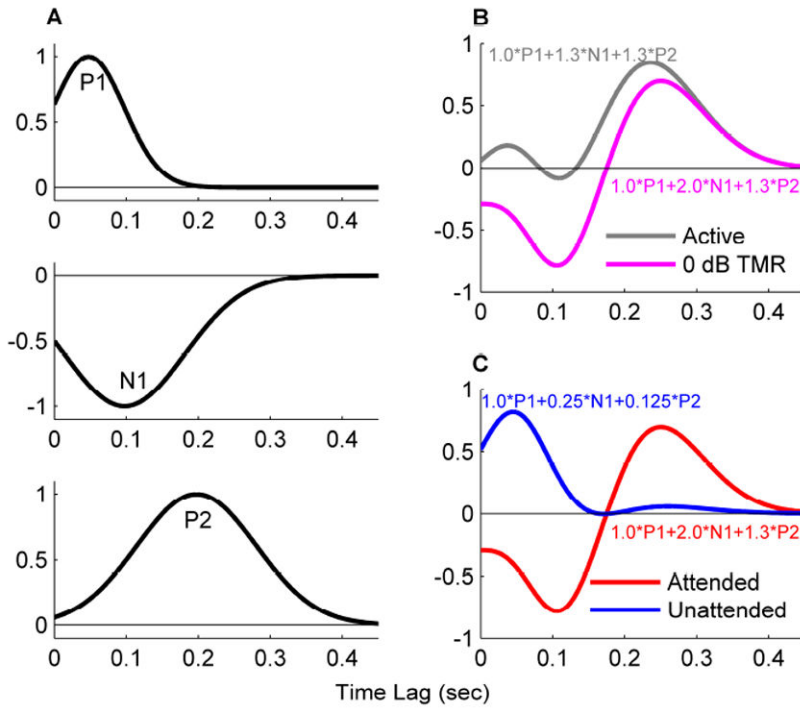 A
1
0.5
0
P1
0 0.1 0.2 0.3 0.4
0
-0.5
-1
N1
0 0.1 0.2 0.3 0.4
1
0.5
0
P2
0 0.1 0.2 0.3 0.4
B
1
0.5
0
-0.5
-1
1.0*P1+1.3*N1+1.3*P2
1.0*P1+2.0*N1+1.3*P2
Active
0 dB TMR
0 0.1 0.2 0.3 0.4
C
1
0.5
0
-0.5
-1
1.0*P1+0.25*N1+0.125*P2
1.0*P1+2.0*N1+1.3*P2
Attended
Unattended
0 0.1 0.2 0.3 0.4
Time Lag (sec)